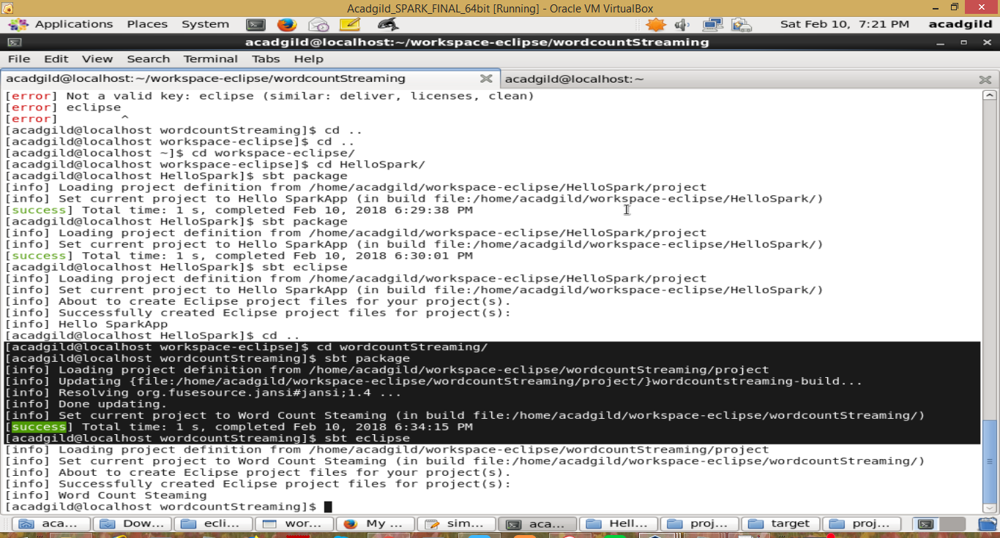 Acadgild_SPARK_FINAL_64bit [Running] - Oracle VM VirtualBox
Applications Places System Sat Feb 10, 7:21 PM acadgild
acadgild@localhost:~/workspace-eclipse/wordcountStreaming
File Edit View Search Terminal Tabs Help
acadgild@localhost:~/workspace-eclipse/wordcountStreaming acadgild@localhost:~
[error] Not a valid key: eclipse (similar: deliver, licenses, clean)
[error] eclipse
[error] ^
[acadgild@localhost wordcountStreaming]$ cd ..
[acadgild@localhost workspace-eclipse]$ cd ..
[acadgild@localhost ~]$ cd workspace-eclipse/
[acadgild@localhost workspace-eclipse]$ cd HelloSpark/
[acadgild@localhost HelloSpark]$ sbt package
[info] Loading project definition from /home/acadgild/workspace-eclipse/HelloSpark/project
[info] Set current project to Hello SparkApp (in build file:/home/acadgild/workspace-eclipse/HelloSpark/)
[success] Total time: 1 s, completed Feb 10, 2018 6:29:38 PM
[acadgild@localhost HelloSpark]$ sbt package
[info] Loading project definition from /home/acadgild/workspace-eclipse/HelloSpark/project
[info] Set current project to Hello SparkApp (in build file:/home/acadgild/workspace-eclipse/HelloSpark/)
[success] Total time: 1 s, completed Feb 10, 2018 6:30:01 PM
[acadgild@localhost HelloSpark]$ sbt eclipse
[info] Loading project definition from /home/acadgild/workspace-eclipse/HelloSpark/project
[info] Set current project to Hello SparkApp (in build file:/home/acadgild/workspace-eclipse/HelloSpark/)
[info] About to create Eclipse project files for your project(s).
[info] Successfully created Eclipse project files for project(s):
[info] Hello SparkApp
[acadgild@localhost HelloSpark]$ cd ..
[acadgild@localhost workspace-eclipse]$ cd wordcountStreaming/
[acadgild@localhost wordcountStreaming]$ sbt package
[info] Loading project definition from /home/acadgild/workspace-eclipse/wordcountStreaming/project
[info] Updating {file:/home/acadgild/workspace-eclipse/wordcountStreaming/project/}wordcountstreaming-build...
[info] Resolving org.fusesource.jansi#jansi;1.4 ...
[info] Done updating.
[info] Set current project to Word Count Steaming (in build file:/home/acadgild/workspace-eclipse/wordcountStreaming/)
[success] Total time: 1 s, completed Feb 10, 2018 6:34:15 PM
[acadgild@localhost wordcountStreaming]$ sbt eclipse
[info] Loading project definition from /home/acadgild/workspace-eclipse/wordcountStreaming/project
[info] Set current project to Word Count Steaming (in build file:/home/acadgild/workspace-eclipse/wordcountStreaming/)
[info] About to create Eclipse project files for your project(s).
[info] Successfully created Eclipse project files for project(s):
[info] Word Count Steaming
[acadgild@localhost wordcountStreaming]$
aca... Dow... ecli... wor... My ... sim... aca... Hell... proj... target proj...